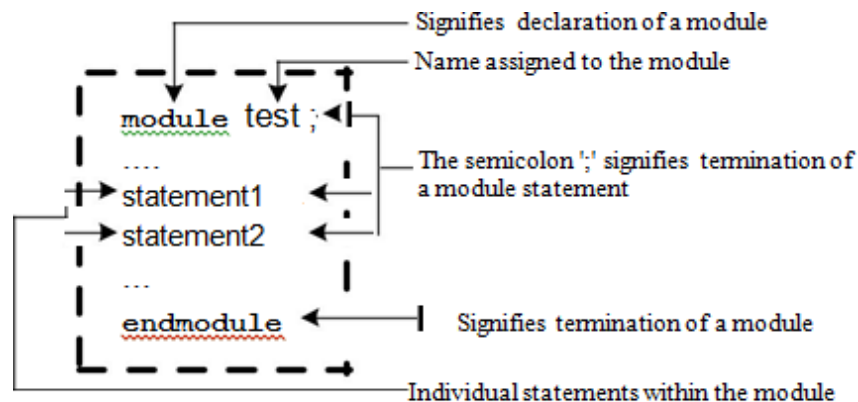 Signifies declaration of a module
Name assigned to the module
module test ;
....
The semicolon ';' signifies termination of
a module statement
statement1
statement2
...
endmodule
Signifies termination of a module
Individual statements within the module